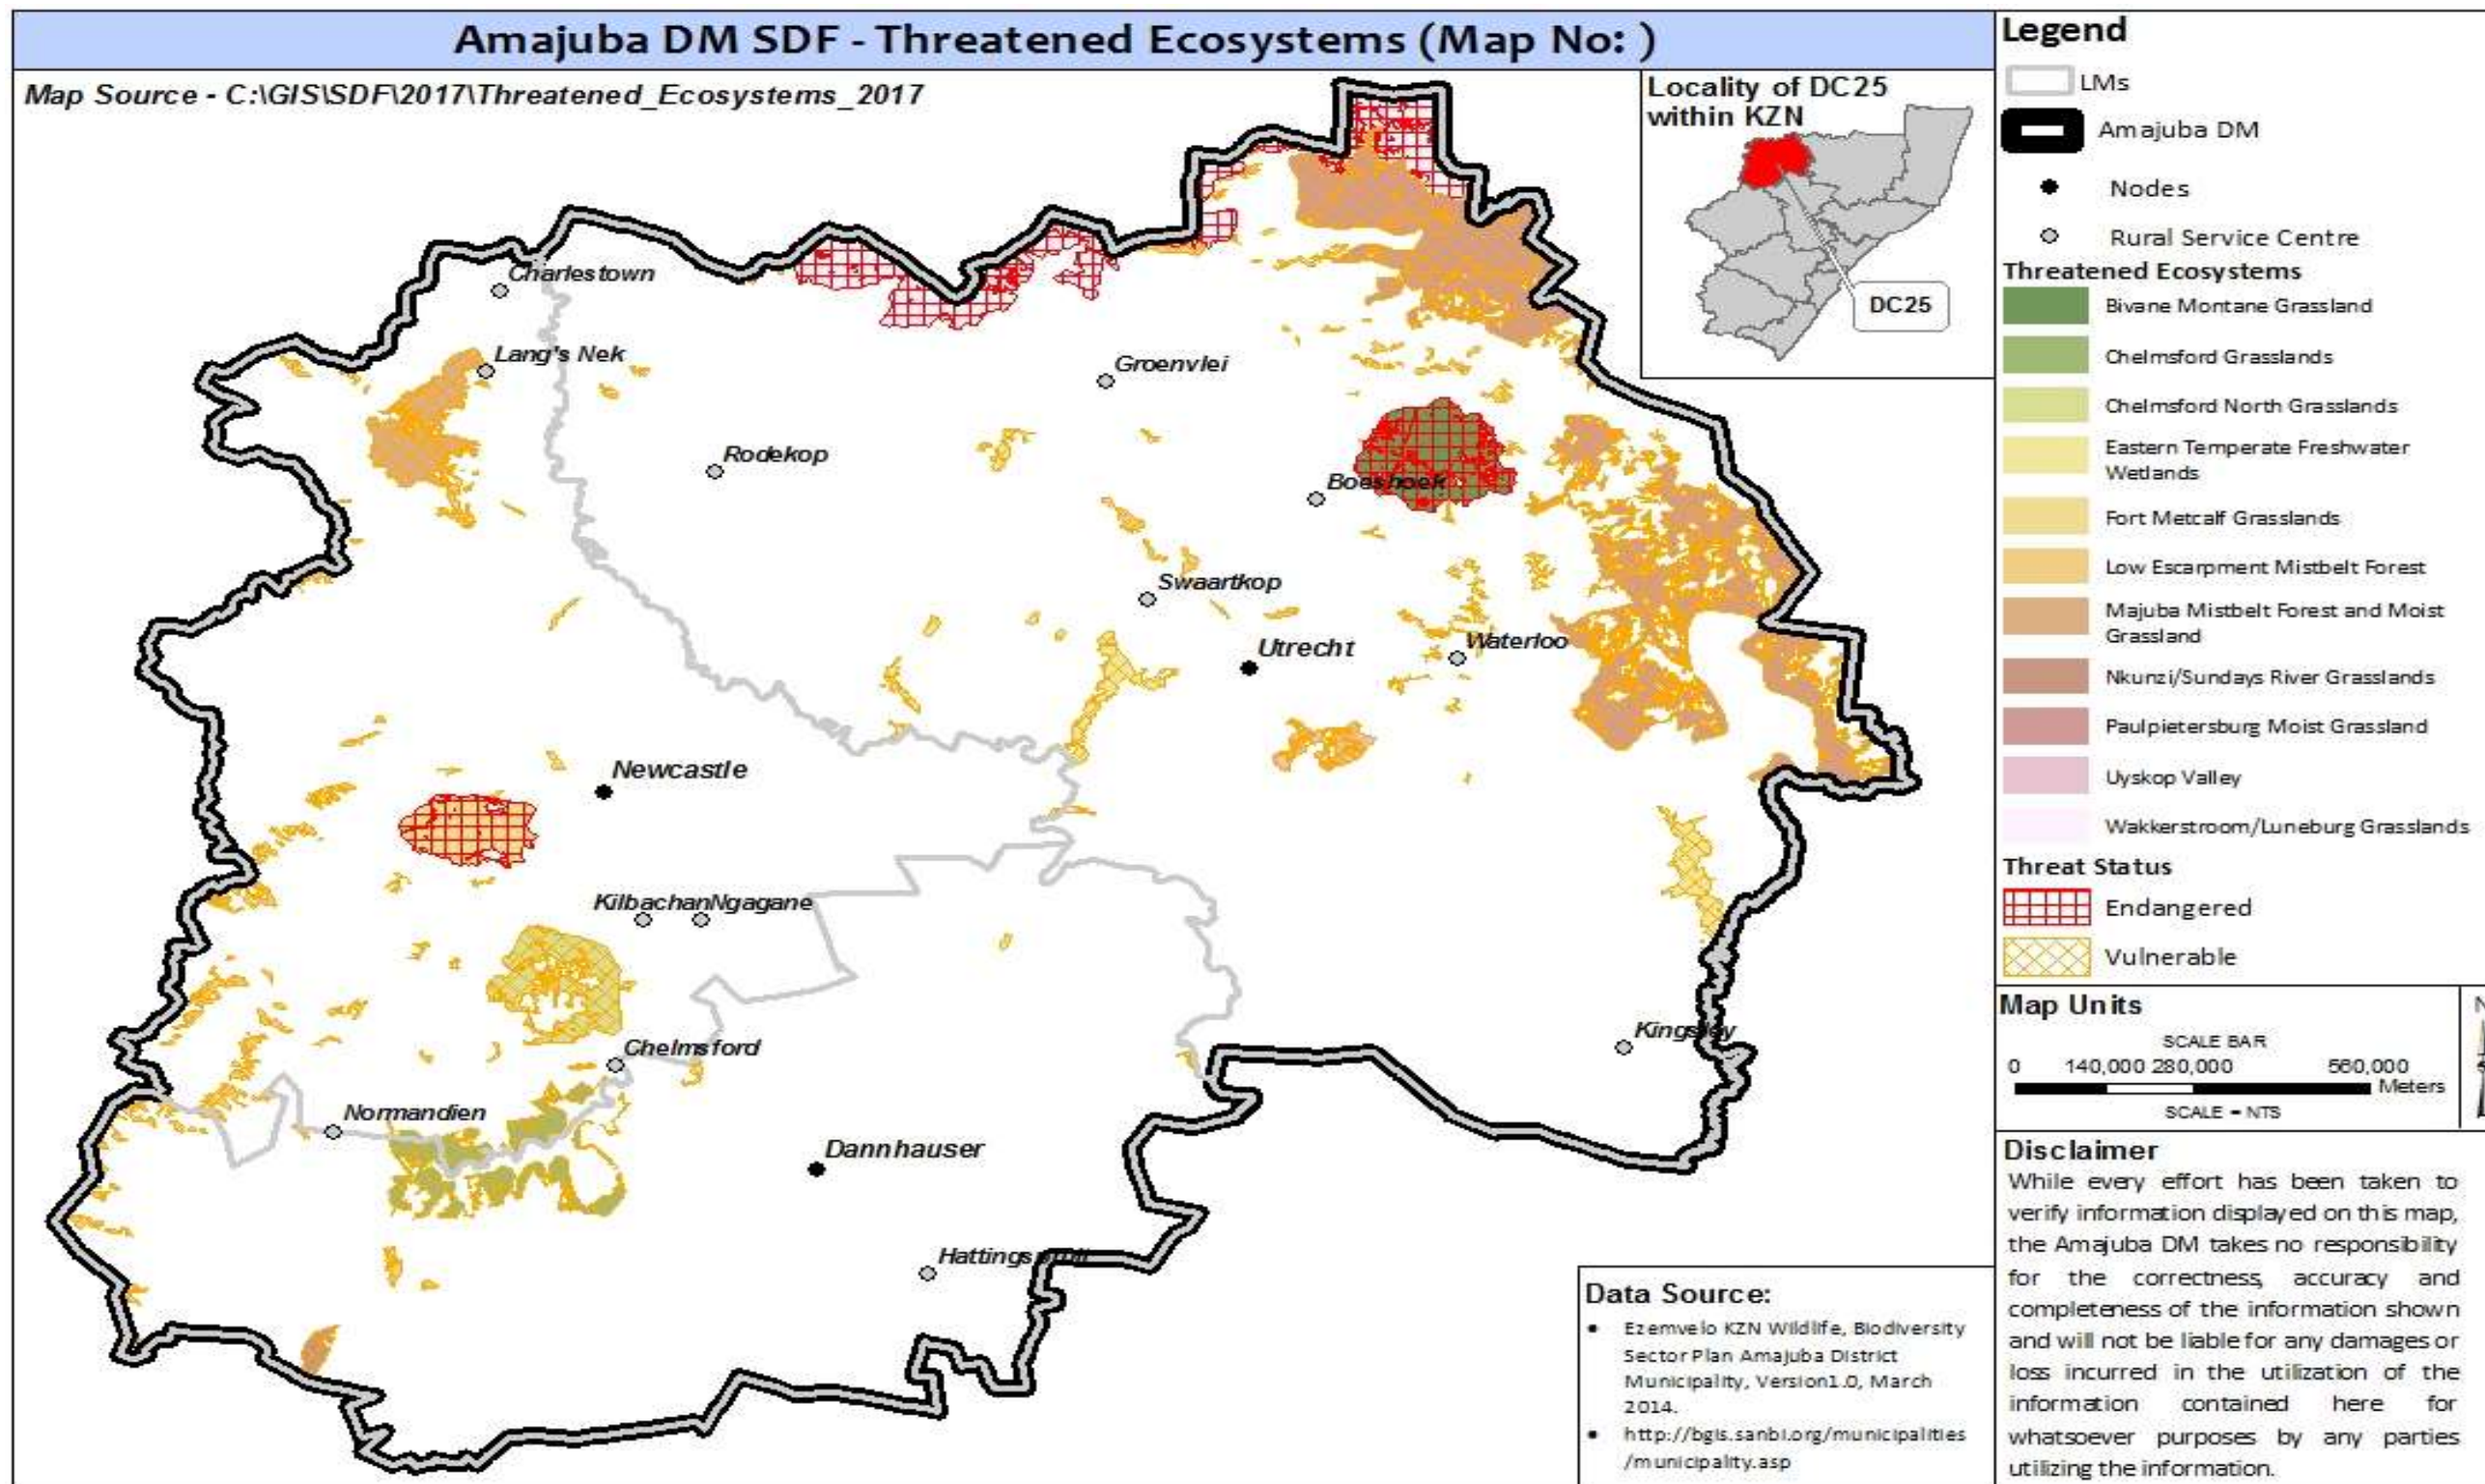 Amajuba DM SDF - Threatened Ecosystems (Map No: )
Map Source - C:\GIS\SDF\2017\Threatened_Ecosystems_2017
Locality of DC25
within KZN
DC25
Charlestown
Lang's Nek
Groenvlei
Rodekop
Boeshoek
Swaartkop
Utrecht
Waterloo
Newcastle
Kilbachan
Ngagane
Chelmsford
Kingsley
Normandien
Dannhauser
Data Source:
• Ezemvelo KZN Wildlife, Biodiversity
Sector Plan Amajuba District
Municipality, Version1.0, March
2014.
• http://bgis.sanbi.org/municipalities
/municipality.asp
Legend
LMs
Amajuba DM
Nodes
Rural Service Centre
Threatened Ecosystems
Bivane Montane Grassland
Chelmsford Grasslands
Chelmsford North Grasslands
Eastern Temperate Freshwater
Wetlands
Fort Metcalf Grasslands
Low Escarpment Mistbelt Forest
Majuba Mistbelt Forest and Moist
Grassland
Nkunzi/Sundays River Grasslands
Paulpietersburg Moist Grassland
Uyskop Valley
Wakkerstroom/Luneburg Grasslands
Threat Status
Endangered
Vulnerable
Map Units
SCALE BAR
0 140,000 280,000 560,000
Meters
SCALE = NTS
Disclaimer
While every effort has been taken to
verify information displayed on this map,
the Amajuba DM takes no responsibility
for the correctness, accuracy and
completeness of the information shown
and will not be liable for any damages or
loss incurred in the utilization of the
information contained here for
whatsoever purposes by any parties
utilizing the information.